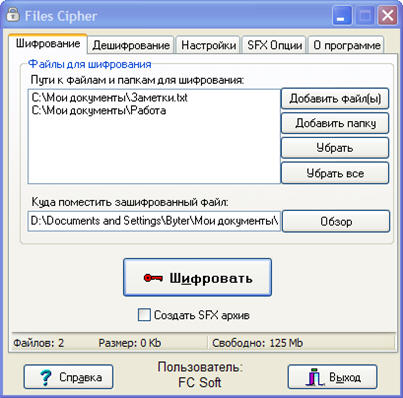 Files Cipher
Шифрование Дешифрование Настройки SFX Опции О программе
Файлы для шифрования
Пути к файлам и папкам для шифрования:
C:\Мои документы\Заметки.txt
C:\Мои документы\Работа
Добавить файл(ы)
Добавить папку
Убрать
Убрать все
Куда поместить зашифрованный файл:
D:\Documents and Settings\Byter\Мои документы\ Обзор
Шифровать
Создать SFX архив
Файлов: 2 Размер: 0 Kb Свободно: 125 Mb
Справка Пользователь: Выход
FC Soft